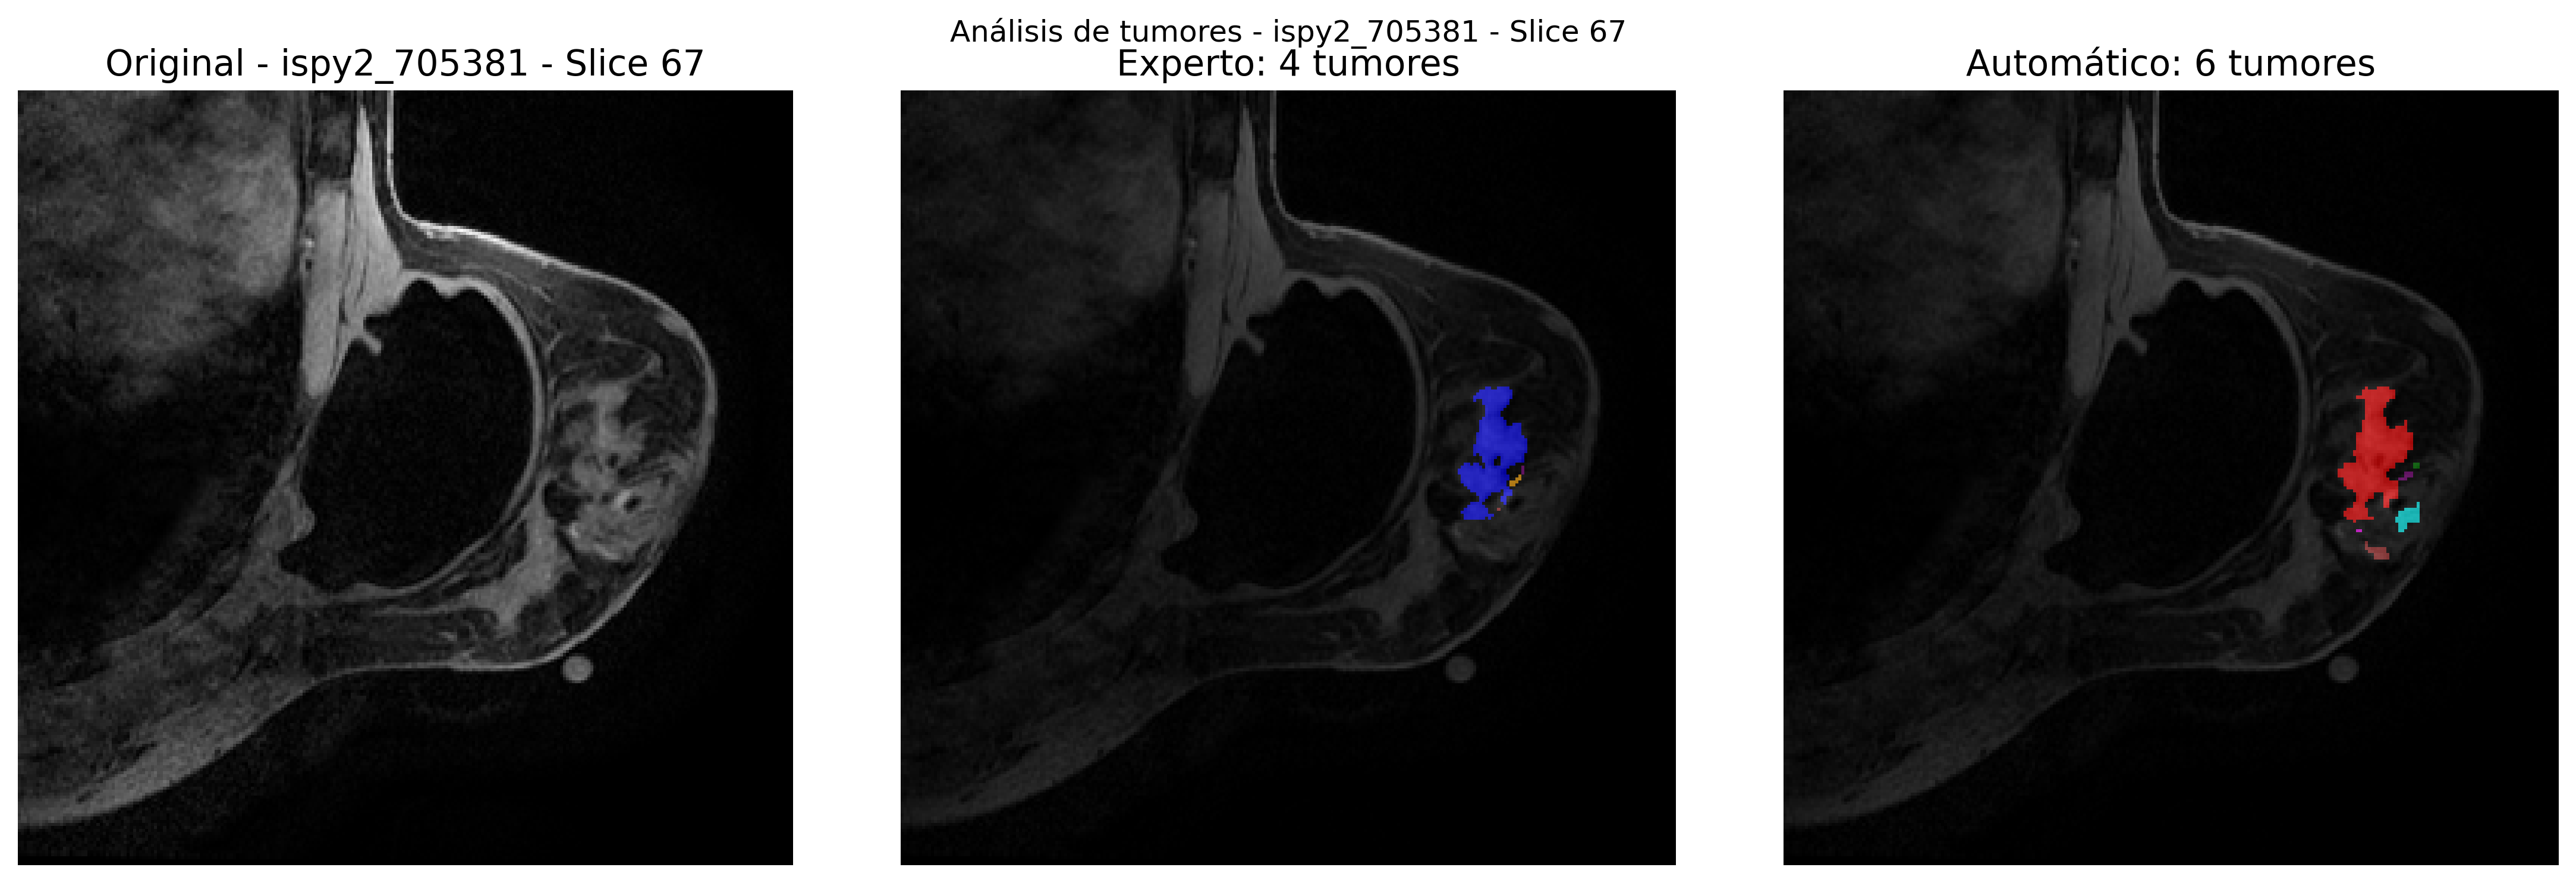 Análisis de tumores - ispy2_705381 - Slice 67
Original - ispy2_705381 - Slice 67
Experto: 4 tumores
Automático: 6 tumores